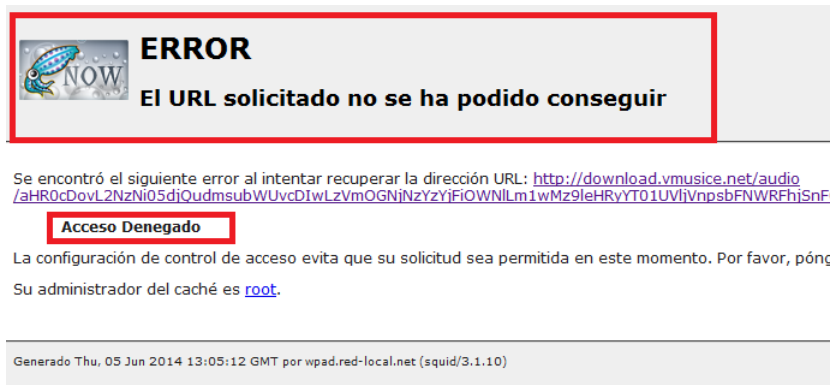 NOW
ERROR
El URL solicitado no se ha podido conseguir
Se encontró el siguiente error al intentar recuperar la dirección URL: http://download.vmusice.net/audio
/aHR0cDovL2NzNi05djQudmsubWUvcDIwLzVmOGNjNzYzYjFiOWNlLm1wMz9leHRyYT01UVljVnpsbFNWRFhjSnF
Acceso Denegado
La configuración de control de acceso evita que su solicitud sea permitida en este momento. Por favor, póng
Su administrador del caché es root.
Generado Thu, 05 Jun 2014 13:05:12 GMT por wpad.red-local.net (squid/3.1.10)